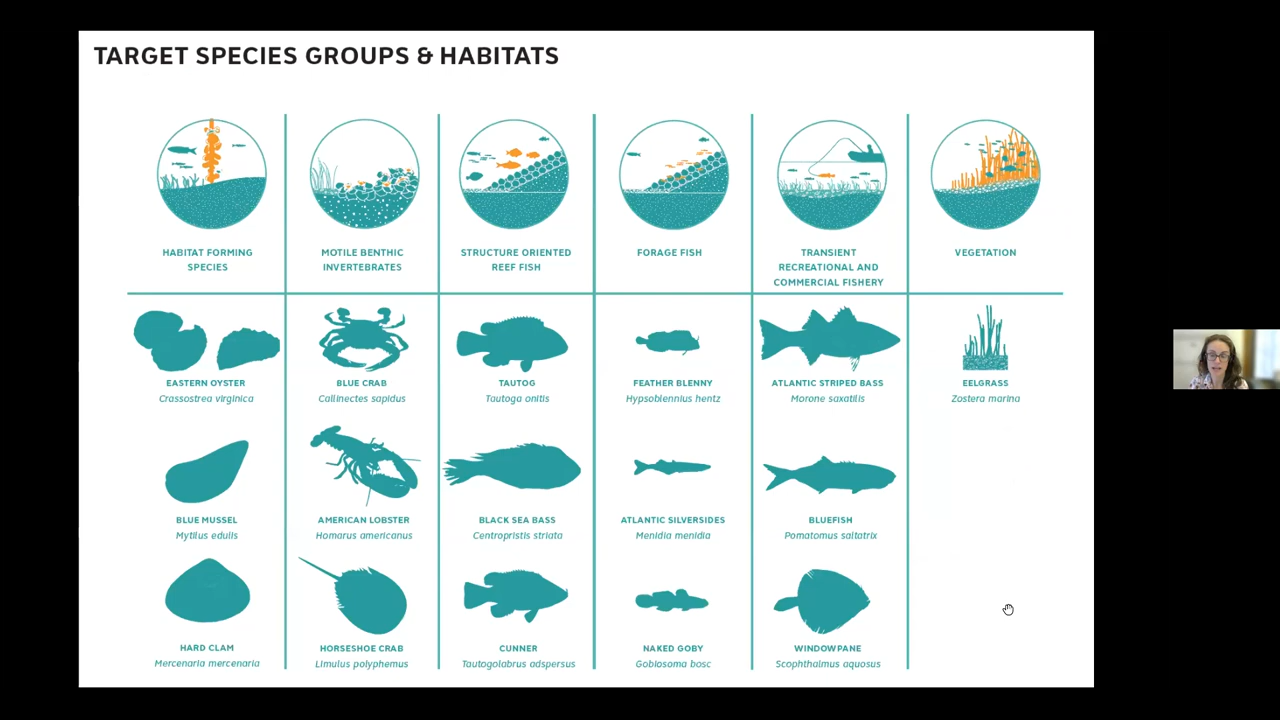 TARGET SPECIES GROUPS & HABITATS
HABITAT FORMING
SPECIES
MOTILE BENTHIC
INVERTEBRATES
STRUCTURE ORIENTED
REEF FISH
FORAGE FISH
TRANSIENT
RECREATIONAL AND
COMMERCIAL FISHERY
VEGETATION
EASTERN OYSTER
Crassostrea virginica
BLUE CRAB
Callinectes sapidus
TAUTOG
Tautoga onitis
FEATHER BLENNY
Hypsoblennius hentz
ATLANTIC STRIPED BASS
Morone saxatilis
EELGRASS
Zostera marina
BLUE MUSSEL
Mytilus edulis
AMERICAN LOBSTER
Homarus americanus
BLACK SEA BASS
Centropristis striata
ATLANTIC SILVERSIDES
Menidia menidia
BLUEFISH
Pomatomus saltatrix
HARD CLAM
Mercenaria mercenaria
HORSESHOE CRAB
Limulus polyphemus
CUNNER
Tautogolabrus adspersus
NAKED GOBY
Gobiosoma bosc
WINDOWPANE
Scophthalmus aquosus